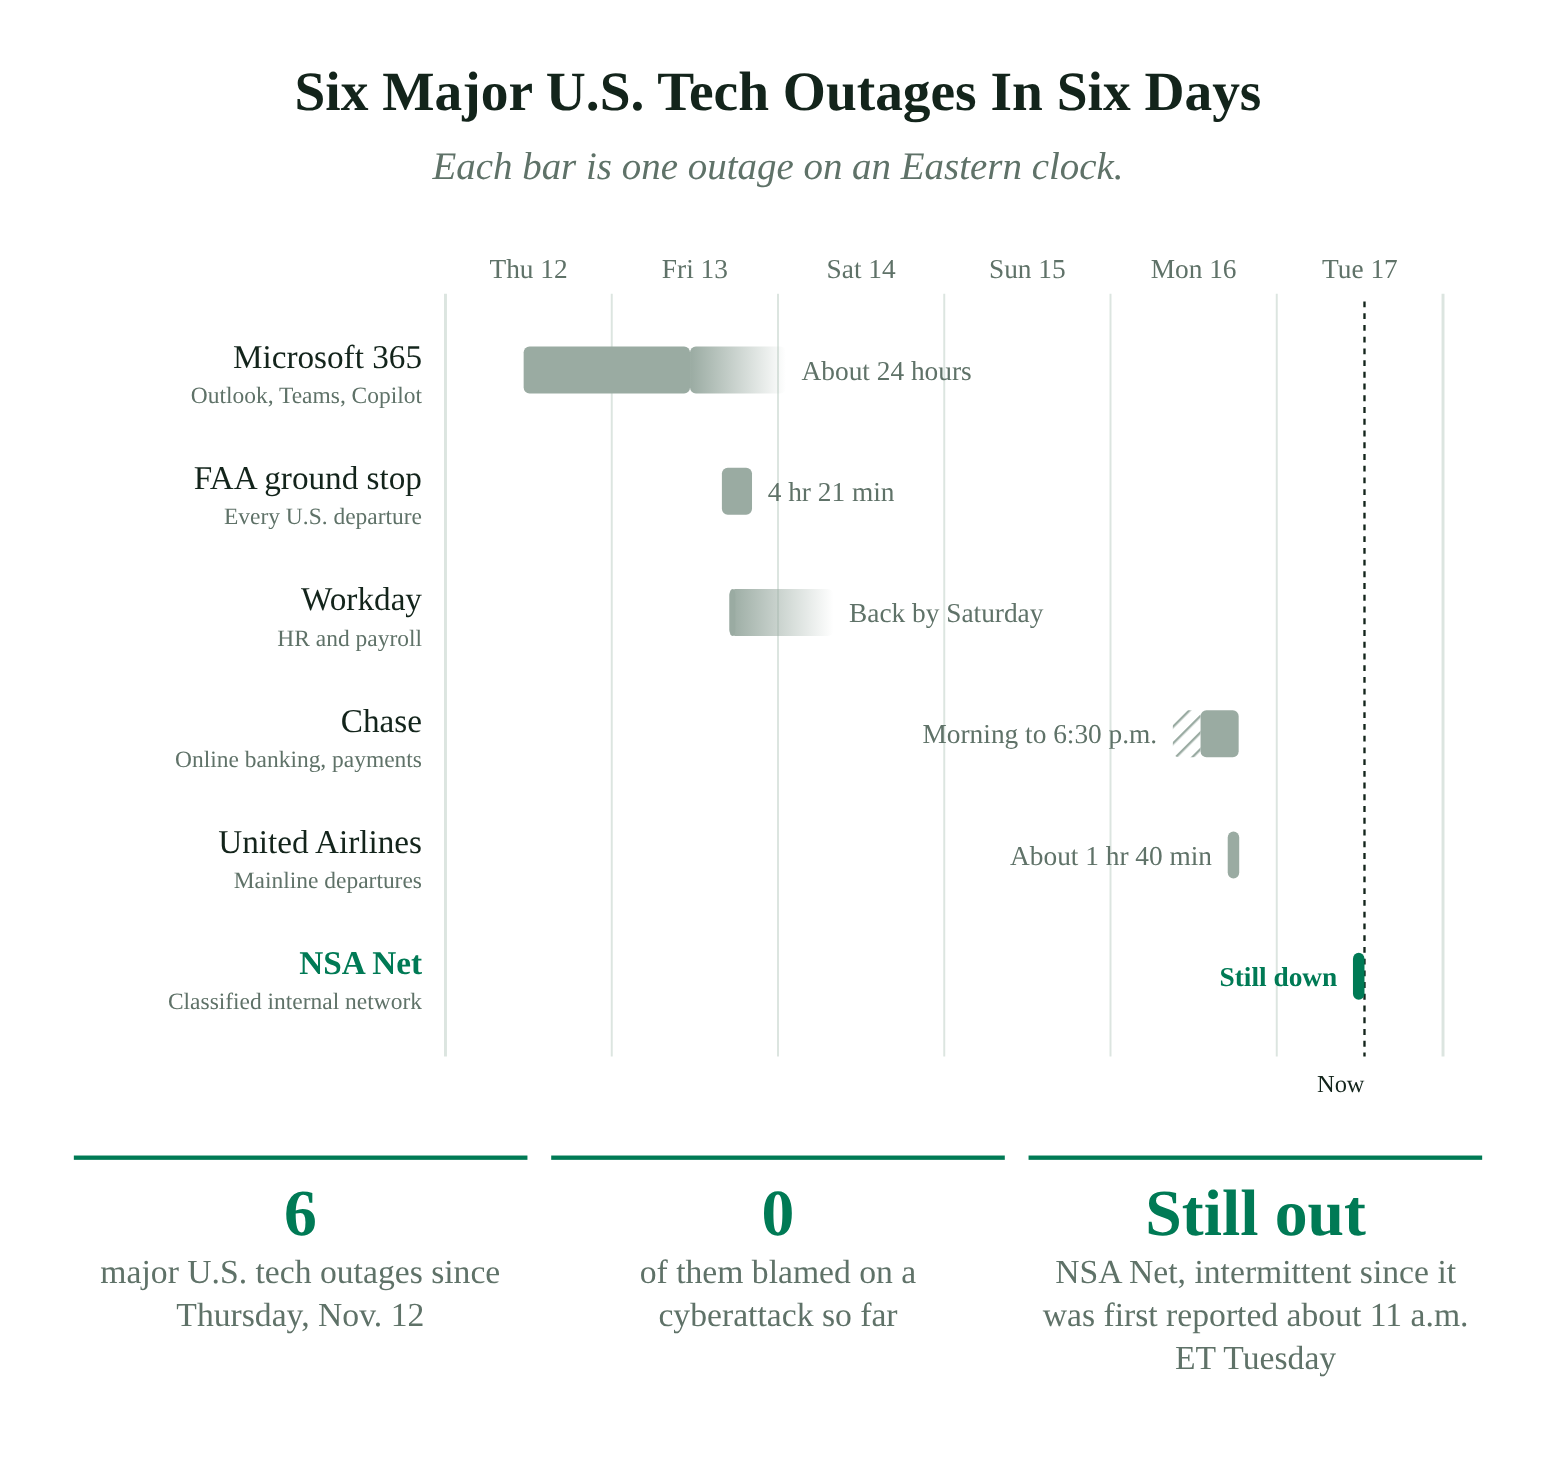 Six Major U.S. Tech Outages In Six Days
Each bar is one outage on an Eastern clock.
Thu 12 Fri 13 Sat 14 Sun 15 Mon 16 Tue 17
Microsoft 365
Outlook, Teams, Copilot
About 24 hours
FAA ground stop
Every U.S. departure
4 hr 21 min
Workday
HR and payroll
Back by Saturday
Chase
Online banking, payments
Morning to 6:30 p.m.
United Airlines
Mainline departures
About 1 hr 40 min
NSA Net
Classified internal network
Still down
Now
6
major U.S. tech outages since
Thursday, Nov. 12
0
of them blamed on a
cyberattack so far
Still out
NSA Net, intermittent since it
was first reported about 11 a.m.
ET Tuesday